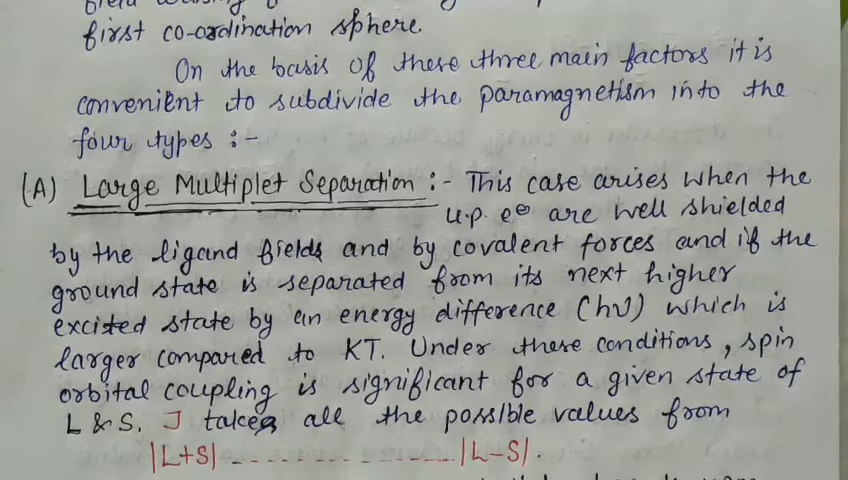 first co-ordination sphere.
On the basis of these three main factors it is
convenient to subdivide the paramagnetism into the
four types :-
(A) Large Multiplet Separation :- This case arises when the
u.p. e⊖ are well shielded
by the ligand fields and by covalent forces and if the
ground state is separated from its next higher
excited state by an energy difference (hν) which is
larger compared to KT. Under these conditions, spin
orbital coupling is significant for a given state of
L & S. J takes all the possible values from
|L+S| ---------------- |L-S|.